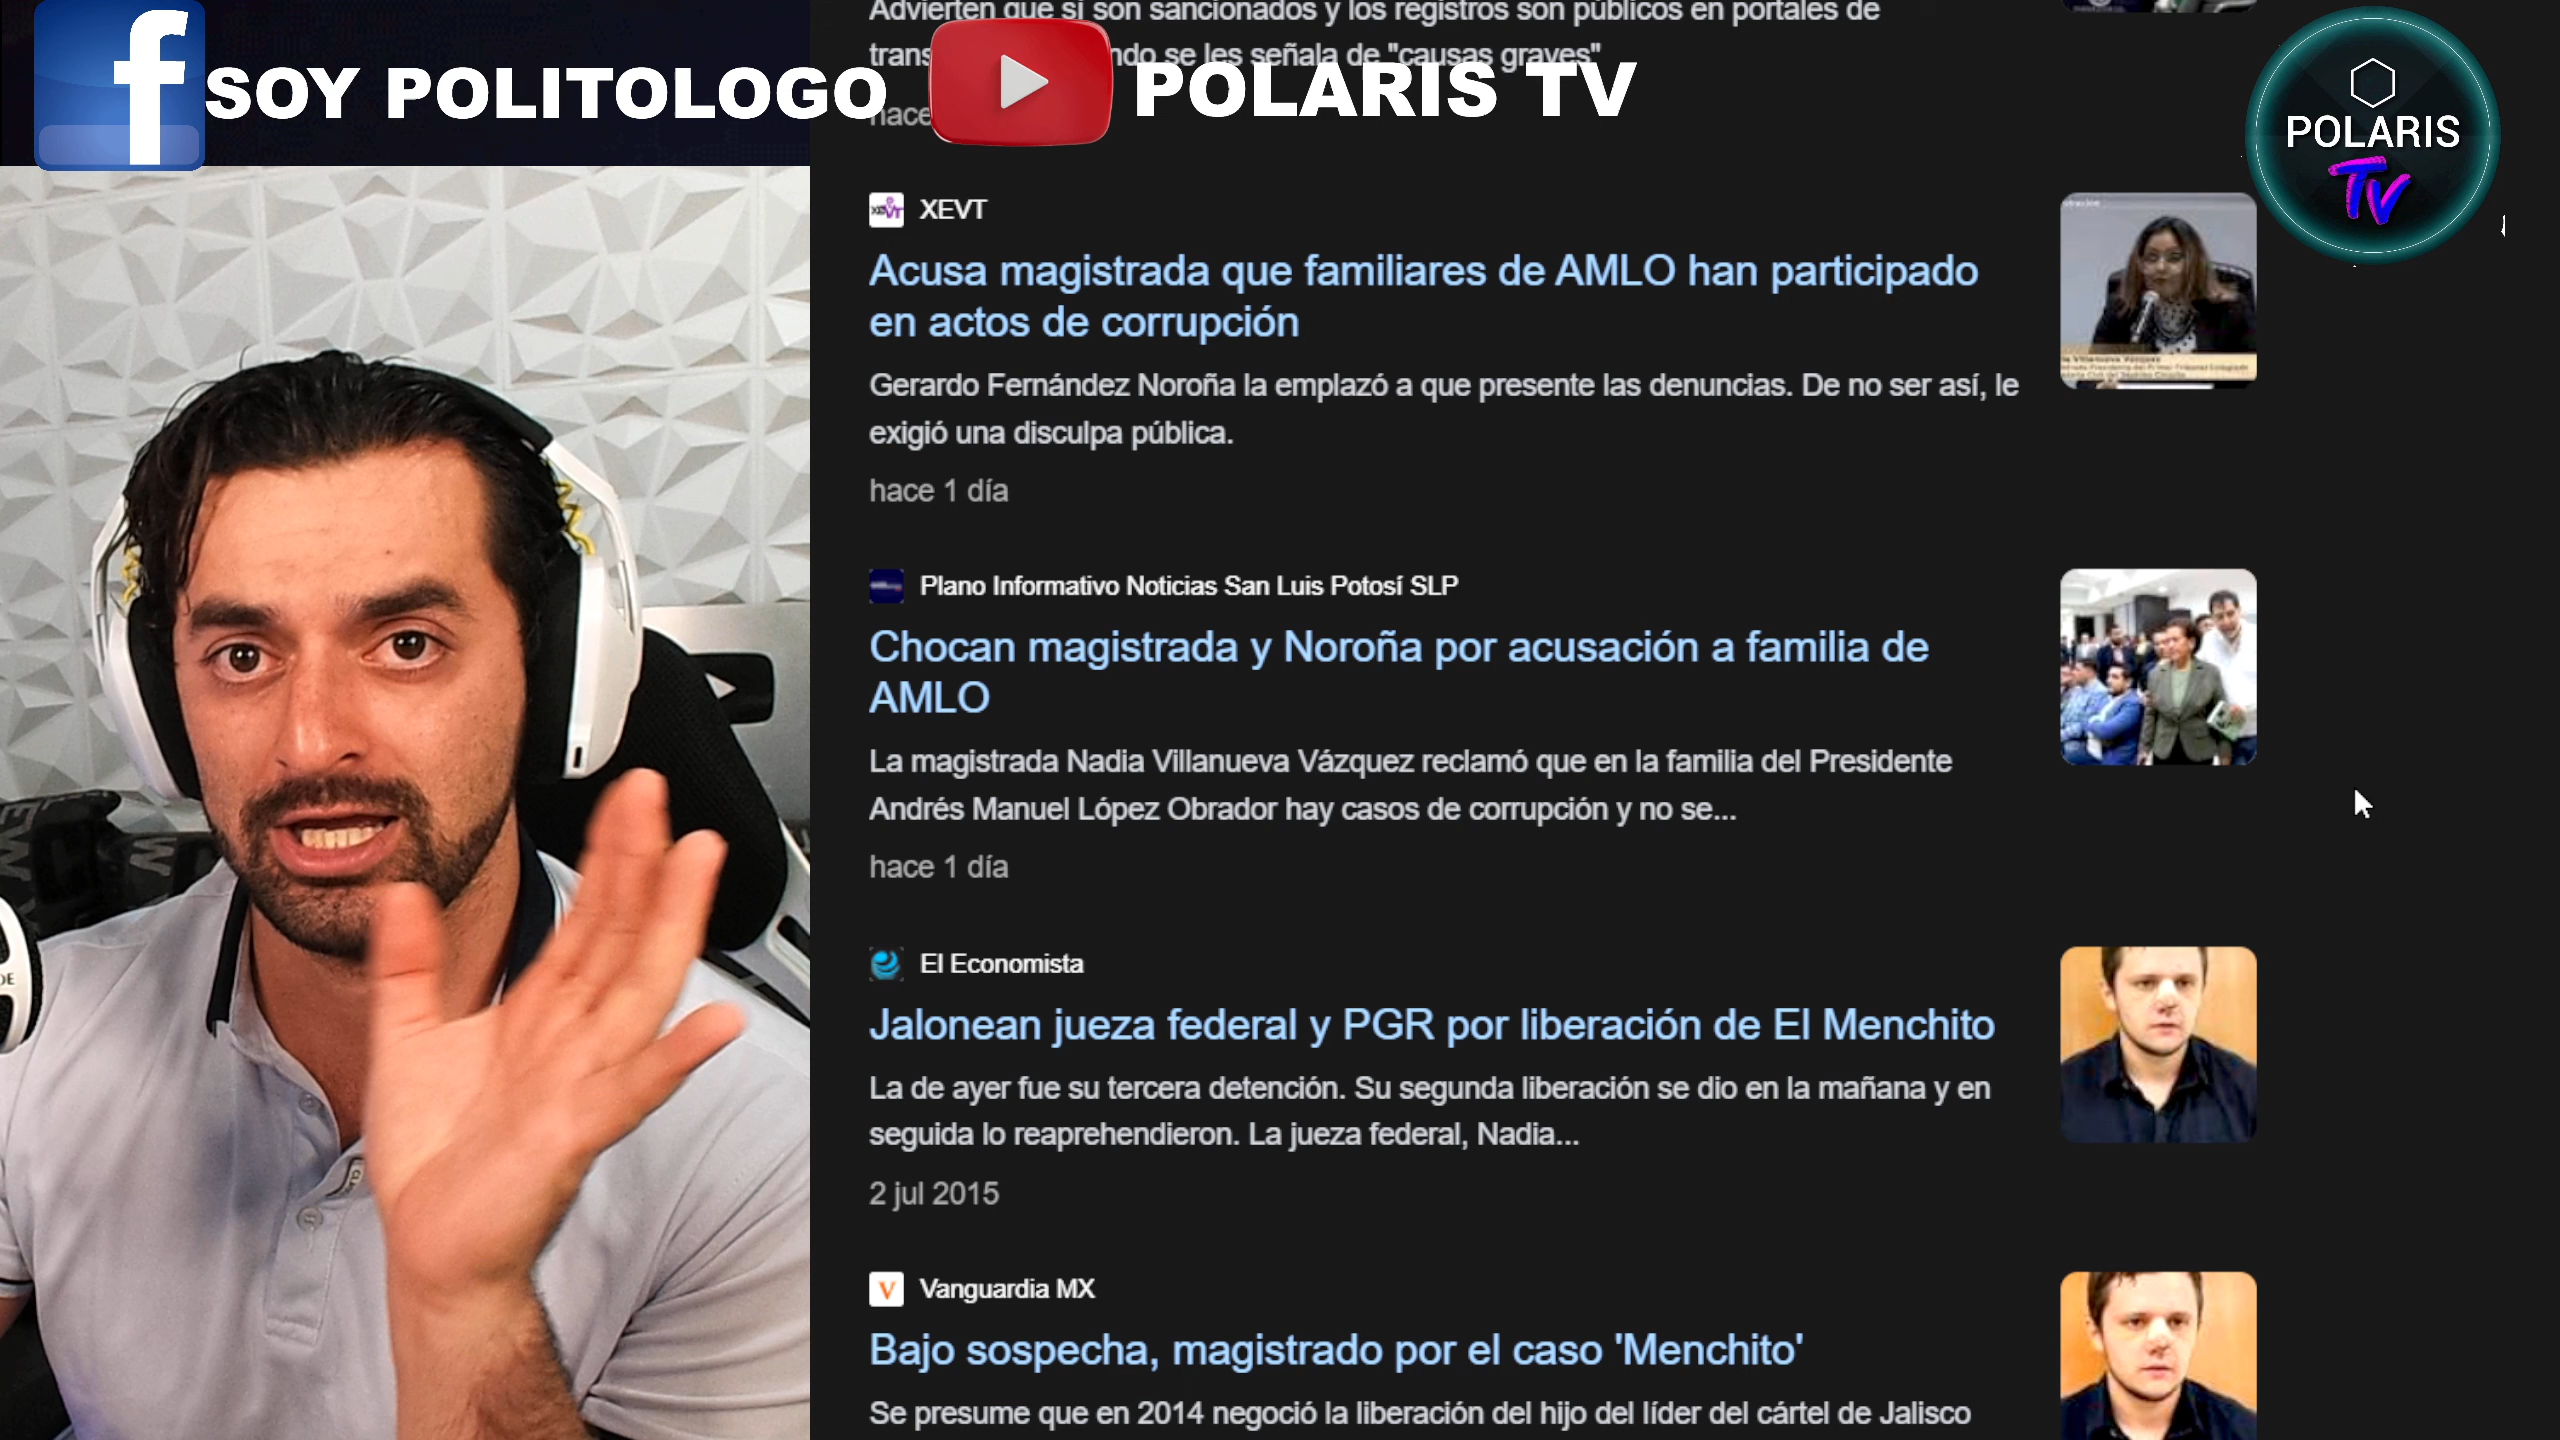 Advierten que sí son sancionados y los registros son públicos en portales de
trans ndo se les señala de "causas graves"
SOY POLITOLOGO
POLARIS TV
hace
POLARIS
TV
XEVT
Acusa magistrada que familiares de AMLO han participado
en actos de corrupción
Gerardo Fernández Noroña la emplazó a que presente las denuncias. De no ser así, le
exigió una disculpa pública.
hace 1 día
Plano Informativo Noticias San Luis Potosí SLP
Chocan magistrada y Noroña por acusación a familia de
AMLO
La magistrada Nadia Villanueva Vázquez reclamó que en la familia del Presidente
Andrés Manuel López Obrador hay casos de corrupción y no se...
hace 1 día
El Economista
Jalonean jueza federal y PGR por liberación de El Menchito
La de ayer fue su tercera detención. Su segunda liberación se dio en la mañana y en
seguida lo reaprehendieron. La jueza federal, Nadia...
2 jul 2015
Vanguardia MX
Bajo sospecha, magistrado por el caso 'Menchito'
Se presume que en 2014 negoció la liberación del hijo del líder del cártel de Jalisco